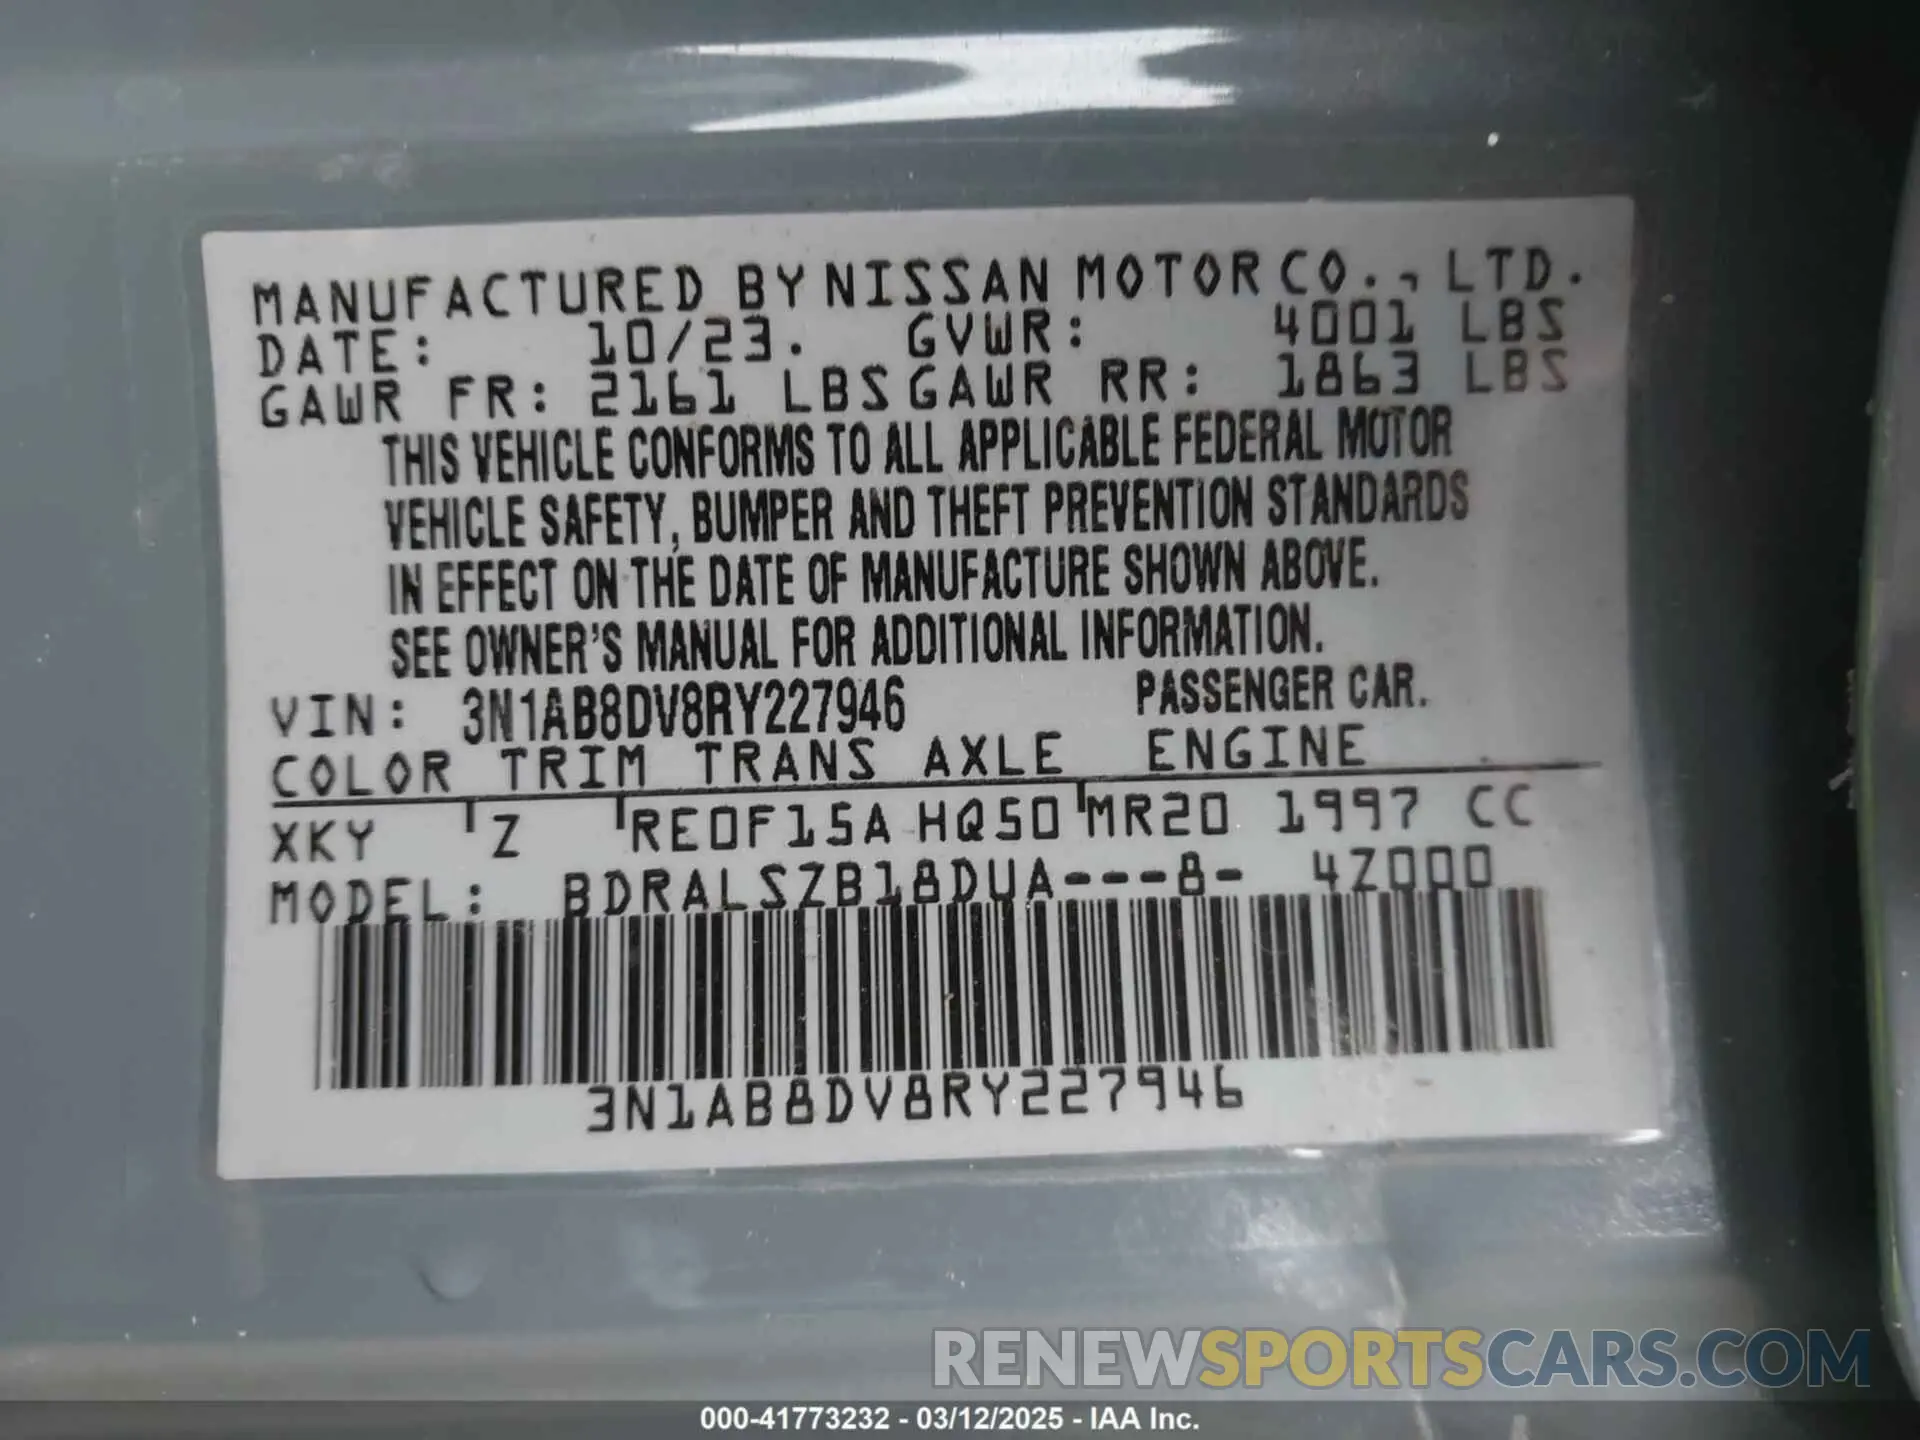 MANUFACTURED BY NISSAN MOTOR CO., LTD.
DATE: 10/23. GVWR: 4001 LBS
GAWR FR: 2161 LBS GAWR RR: 1863 LBS
THIS VEHICLE CONFORMS TO ALL APPLICABLE FEDERAL MOTOR
VEHICLE SAFETY, BUMPER AND THEFT PREVENTION STANDARDS
IN EFFECT ON THE DATE OF MANUFACTURE SHOWN ABOVE.
SEE OWNER'S MANUAL FOR ADDITIONAL INFORMATION.
VIN: 3N1AB8DV8RY227946 PASSENGER CAR.
COLOR TRIM TRANS AXLE ENGINE
XKY Z RE0F15A HQ50 MR20 1997 CC
MODEL: BDRALSZB18DUA---8- 4Z000
3N1AB8DV8RY227946
RENEWSPORTSCARS.COM
000-41773232 - 03/12/2025 - IAA Inc.